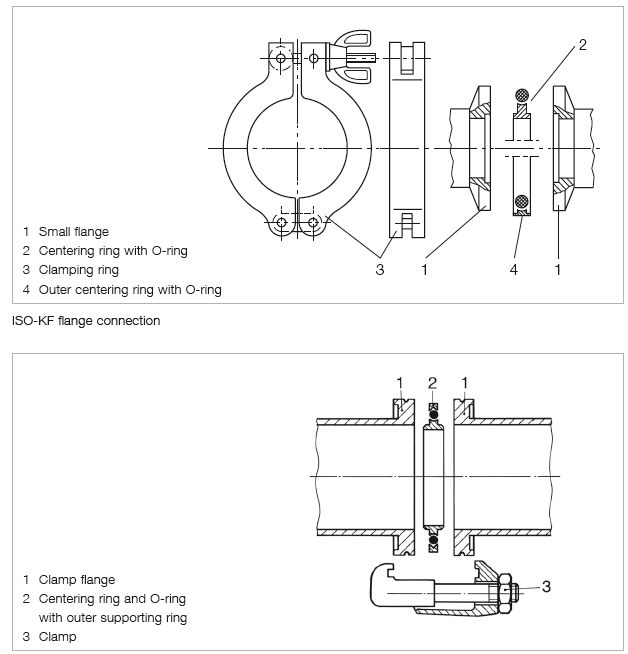 2
3
1
4
1
1 Small flange
2 Centering ring with O-ring
3 Clamping ring
4 Outer centering ring with O-ring
ISO-KF flange connection
1
2
1
3
1 Clamp flange
2 Centering ring and O-ring
with outer supporting ring
3 Clamp